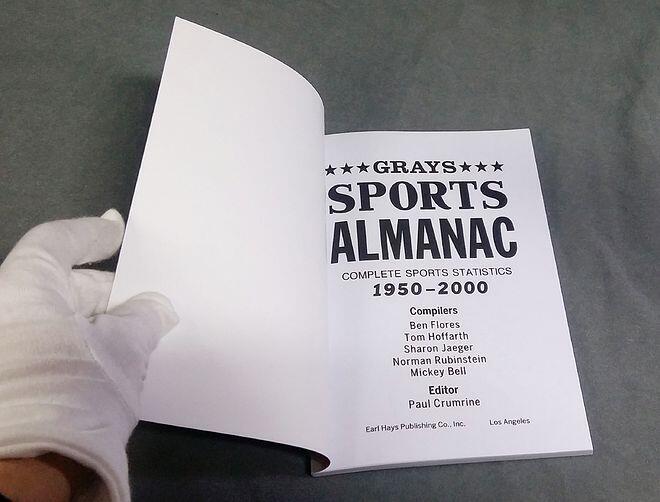 ★★★GRAYS★★★
SPORTS
ALMANAC
COMPLETE SPORTS STATISTICS
1950–2000
Compilers
Ben Flores
Tom Hoffarth
Sharon Jaeger
Norman Rubinstein
Mickey Bell
Editor
Paul Crumrine
Earl Hays Publishing Co., Inc. Los Angeles